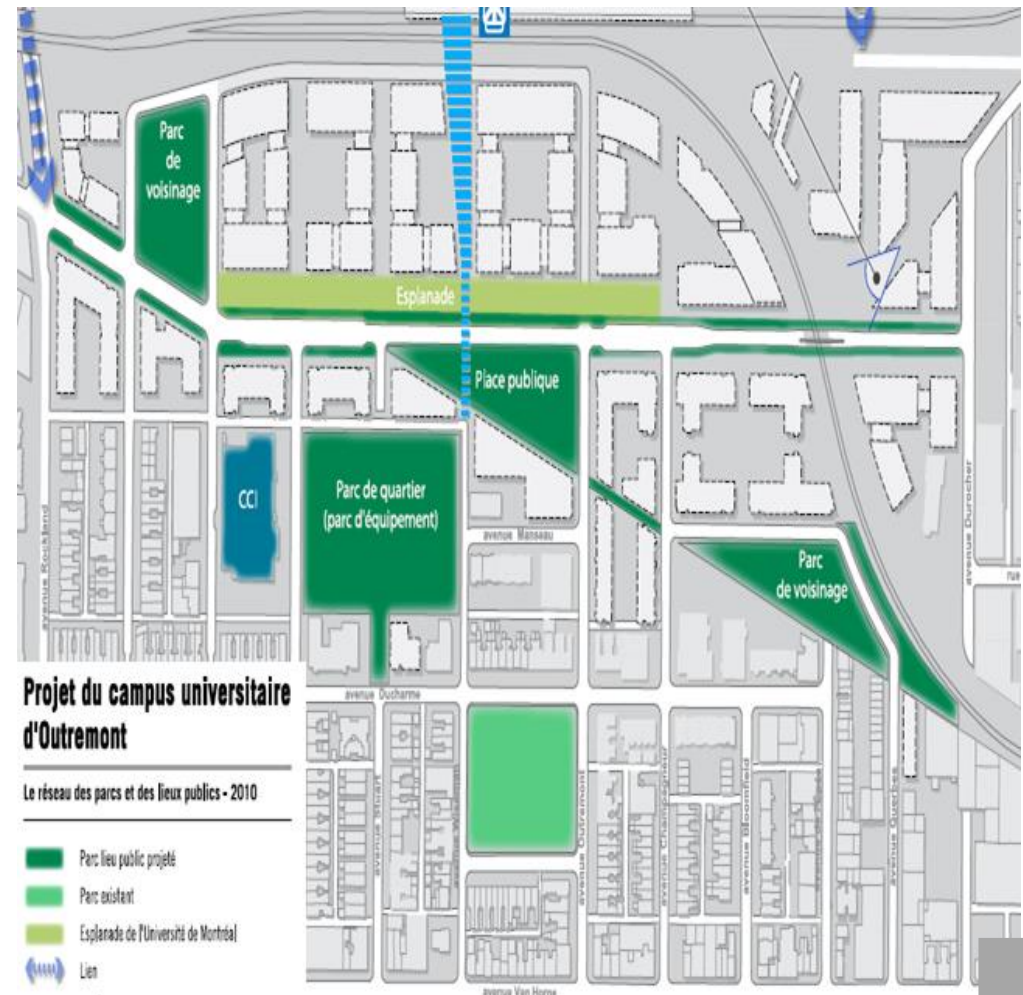 Parc
de
voisinage
Esplanade
Place publique
CCI
Parc de quartier
(parc d'équipement)
avenue Manseau
Parc
de voisinage
avenue Rockland
avenue Durocher
rue
avenue Ducharme
avenue Stuart
avenue Outremont
avenue Champagneur
avenue Bloomfield
avenue Querbes
avenue Van Horne
Projet du campus universitaire
d'Outremont
Le réseau des parcs et des lieux publics - 2010
Parc lieu public projeté
Parc existant
Esplanade de l'Université de Montréal
Lien